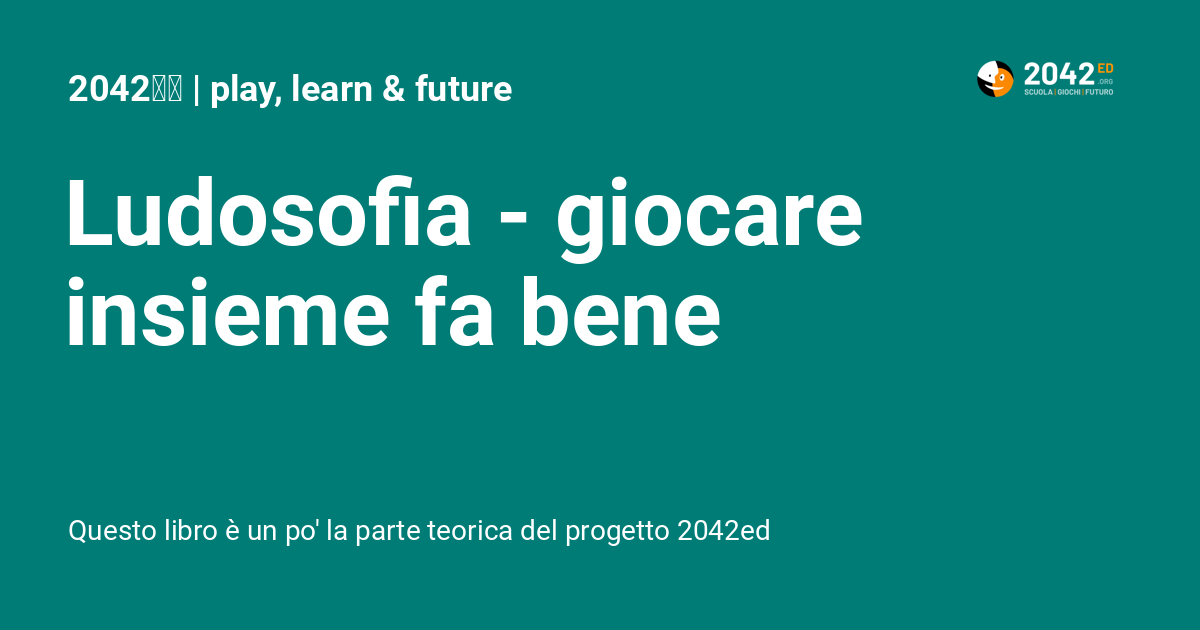 2042 | play, learn & future
2042 ED
.ORG
SCUOLA | GIOCHI | FUTURO
Ludosofia - giocare
insieme fa bene
Questo libro è un po' la parte teorica del progetto 2042ed